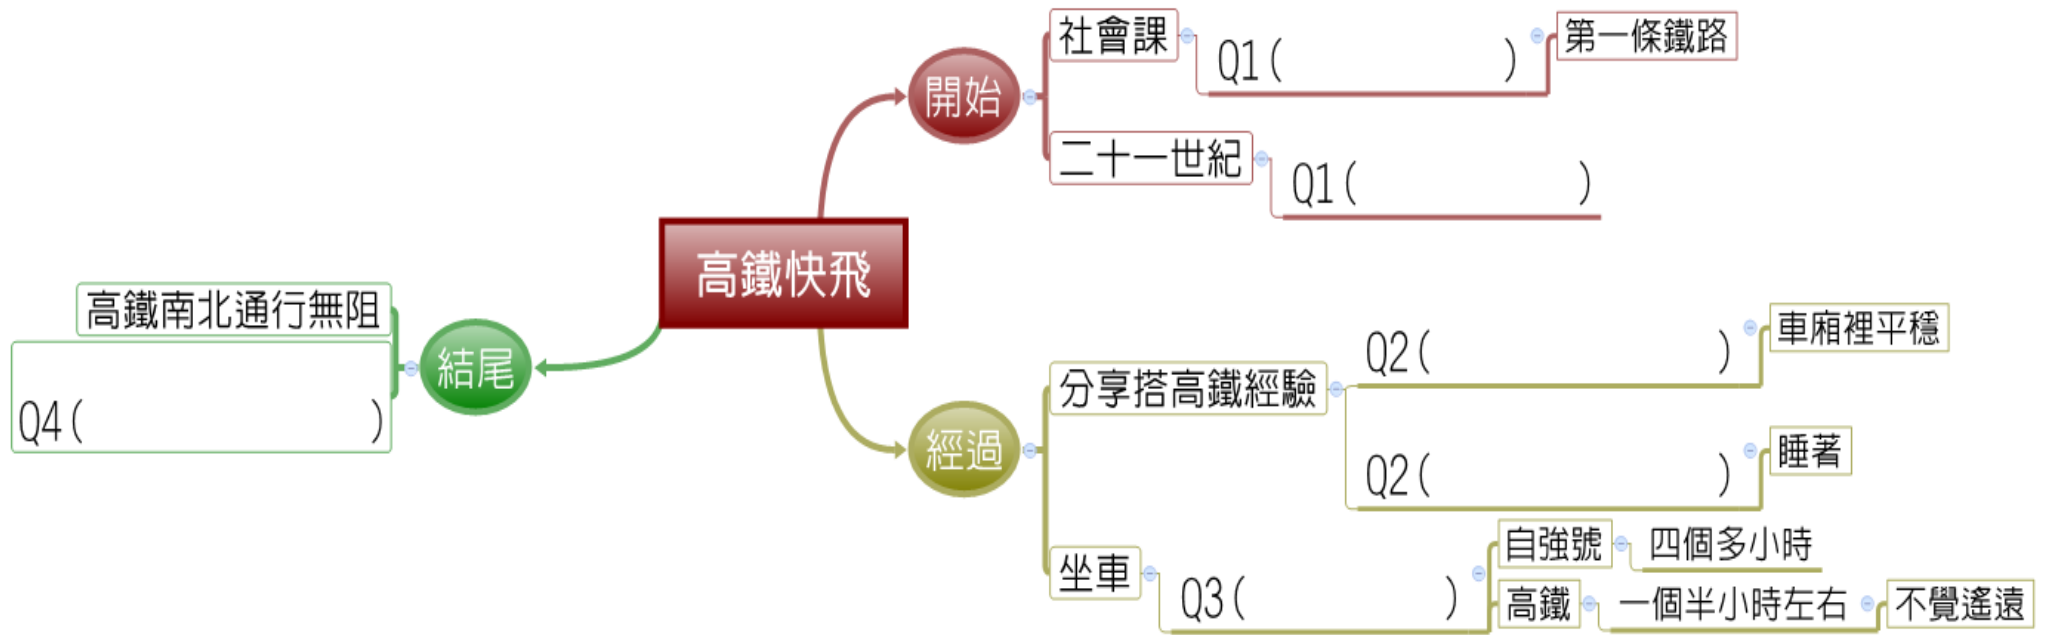 高鐵快飛
開始
社會課
Q1(                )
第一條鐵路
二十一世紀
Q1(                )
經過
分享搭高鐵經驗
Q2(                )
車廂裡平穩
Q2(                )
睡著
坐車
Q3(                )
自強號
四個多小時
高鐵
一個半小時左右
不覺遙遠
結尾
高鐵南北通行無阻
Q4(                )